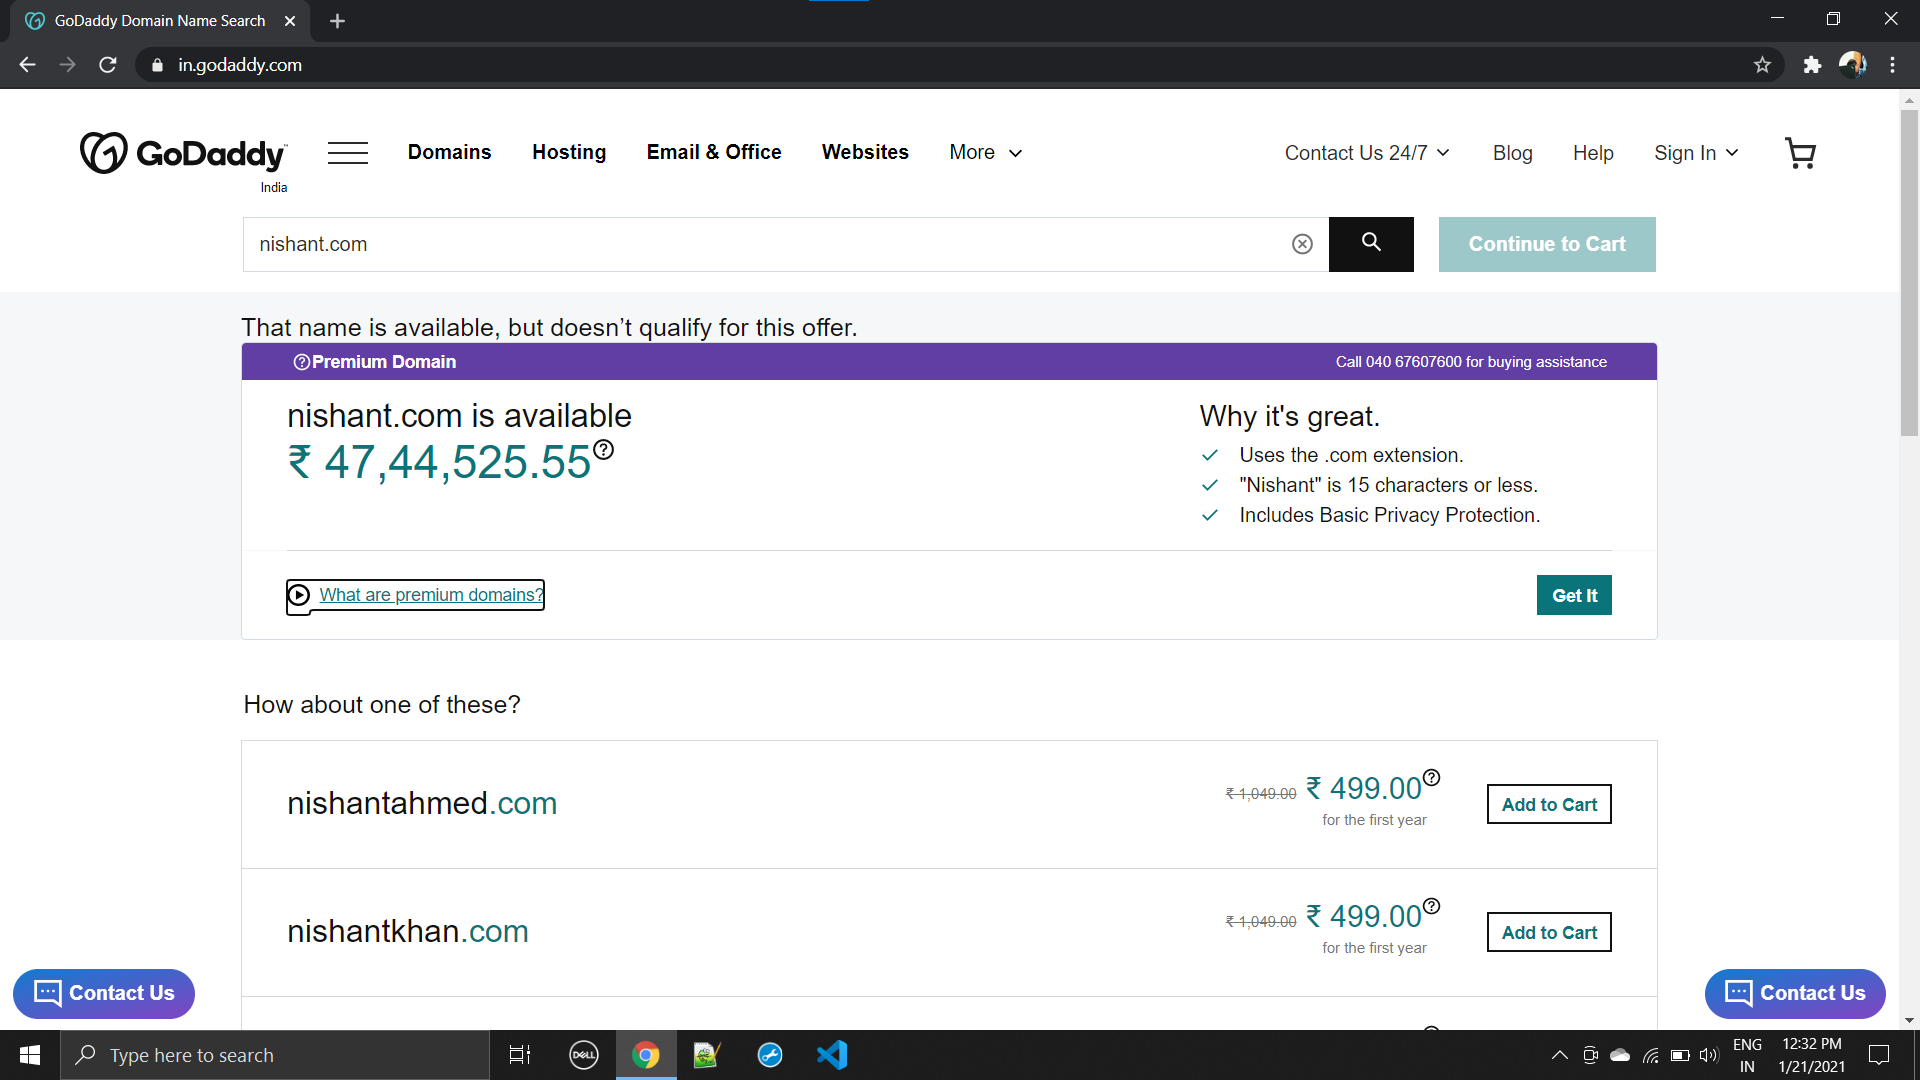 GoDaddy Domain Name Search
in.godaddy.com
GoDaddy
India
Domains
Hosting
Email & Office
Websites
More
Contact Us 24/7
Blog
Help
Sign In
nishant.com
Continue to Cart
That name is available, but doesn’t qualify for this offer.
Premium Domain
Call 040 67607600 for buying assistance
nishant.com is available
₹ 47,44,525.55
Why it's great.
Uses the .com extension.
"Nishant" is 15 characters or less.
Includes Basic Privacy Protection.
What are premium domains?
Get It
How about one of these?
nishantahmed.com
₹ 1,049.00 ₹ 499.00
for the first year
Add to Cart
nishantkhan.com
₹ 1,049.00 ₹ 499.00
for the first year
Add to Cart
Contact Us
Contact Us
Type here to search
DELL
ENG
IN
12:32 PM
1/21/2021